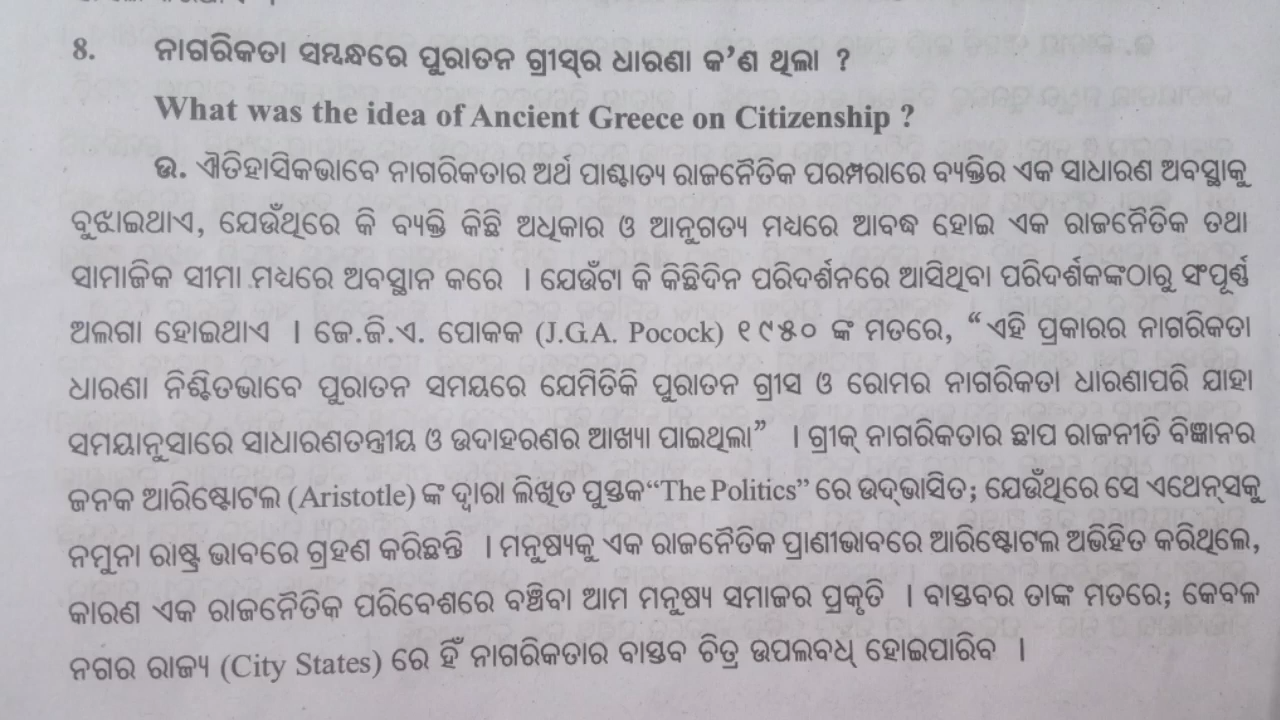 8. ନାଗରିକତା ସମ୍ବନ୍ଧରେ ପୁରାତନ ଗ୍ରୀସ୍‌ର ଧାରଣା କ’ଣ ଥିଲା ?
What was the idea of Ancient Greece on Citizenship ?
ଉ. ଐତିହାସିକଭାବେ ନାଗରିକତାର ଅର୍ଥ ପାଶ୍ଚାତ୍ୟ ରାଜନୈତିକ ପରମ୍ପରାରେ ବ୍ୟକ୍ତିର ଏକ ସାଧାରଣ ଅବସ୍ଥାକୁ
ବୁଝାଇଥାଏ, ଯେଉଁଥିରେ କି ବ୍ୟକ୍ତି କିଛି ଅଧିକାର ଓ ଆନୁଗତ୍ୟ ମଧ୍ୟରେ ଆବଦ୍ଧ ହୋଇ ଏକ ରାଜନୈତିକ ତଥା
ସାମାଜିକ ସୀମା ମଧ୍ୟରେ ଅବସ୍ଥାନ କରେ । ଯେଉଁଟା କି କିଛିଦିନ ପରିଦର୍ଶନରେ ଆସିଥିବା ପରିଦର୍ଶକଙ୍କଠାରୁ ସଂପୂର୍ଣ୍ଣ
ଅଲଗା ହୋଇଥାଏ । ଜେ.ଜି.ଏ. ପୋକକ (J.G.A. Pocock) ୧୯୫୦ ଙ୍କ ମତରେ, “ଏହି ପ୍ରକାରର ନାଗରିକତା
ଧାରଣା ନିଶ୍ଚିତଭାବେ ପୁରାତନ ସମୟରେ ଯେମିତିକି ପୁରାତନ ଗ୍ରୀସ ଓ ରୋମର ନାଗରିକତା ଧାରଣାପରି ଯାହା
ସମୟାନୁସାରେ ସାଧାରଣତନ୍ତ୍ରୀୟ ଓ ଉଦାହରଣର ଆଖ୍ୟା ପାଇଥିଲା” । ଗ୍ରୀକ୍ ନାଗରିକତାର ଛାପ ରାଜନୀତି ବିଜ୍ଞାନର
ଜନକ ଆରିଷ୍ଟୋଟଲ (Aristotle) ଙ୍କ ଦ୍ୱାରା ଲିଖିତ ପୁସ୍ତକ“The Politics” ରେ ଉଦ୍‌ଭାସିତ; ଯେଉଁଥିରେ ସେ ଏଥେନ୍‌ସକୁ
ନମୁନା ରାଷ୍ଟ୍ର ଭାବରେ ଗ୍ରହଣ କରିଛନ୍ତି । ମନୁଷ୍ୟକୁ ଏକ ରାଜନୈତିକ ପ୍ରାଣୀଭାବରେ ଆରିଷ୍ଟୋଟଲ ଅଭିହିତ କରିଥିଲେ,
କାରଣ ଏକ ରାଜନୈତିକ ପରିବେଶରେ ବଞ୍ଚିବା ଆମ ମନୁଷ୍ୟ ସମାଜର ପ୍ରକୃତି । ବାସ୍ତବର ତାଙ୍କ ମତରେ; କେବଳ
ନଗର ରାଜ୍ୟ (City States) ରେ ହିଁ ନାଗରିକତାର ବାସ୍ତବ ଚିତ୍ର ଉପଲବଧ୍ ହୋଇପାରିବ ।